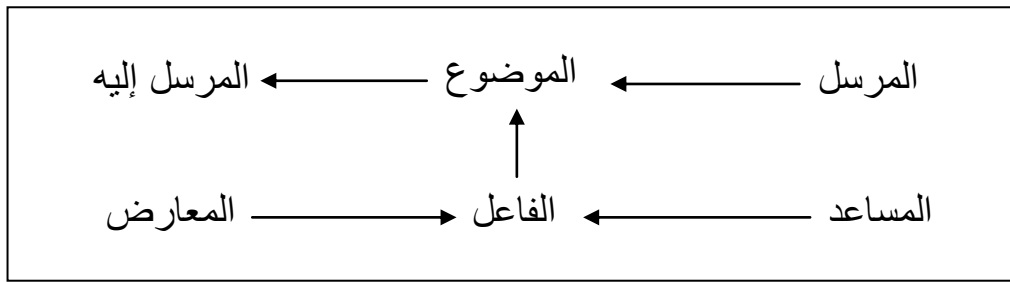 المرسل الموضوع المرسل إليه
المساعد الفاعل المعارض